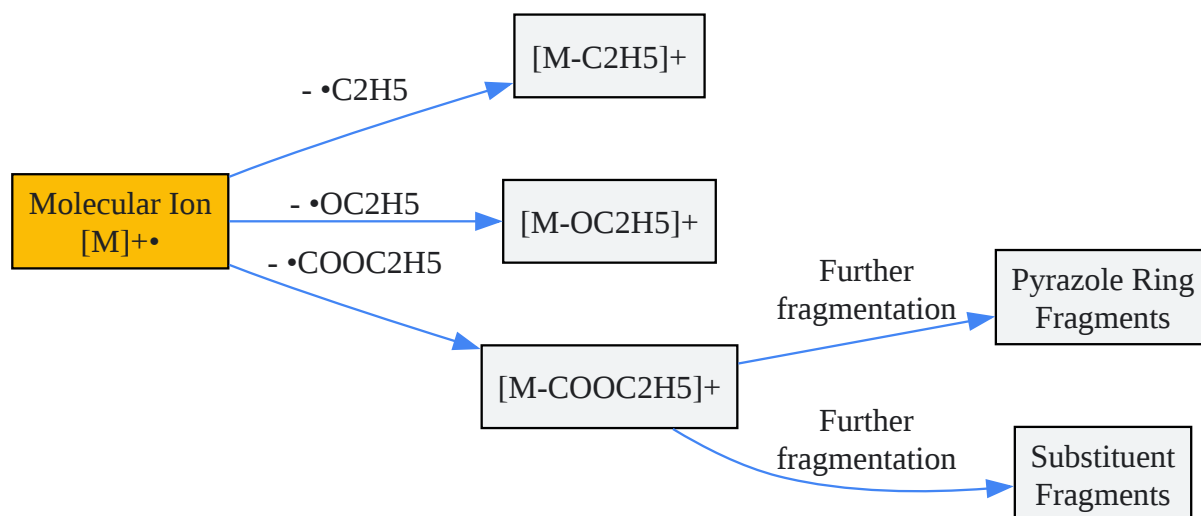 [M-C2H5]+
- •C2H5
Molecular Ion
[M]+•
- •OC2H5
[M-OC2H5]+
- •COOC2H5
Further
fragmentation
Pyrazole Ring
Fragments
[M-COOC2H5]+
Further
fragmentation
Substituent
Fragments